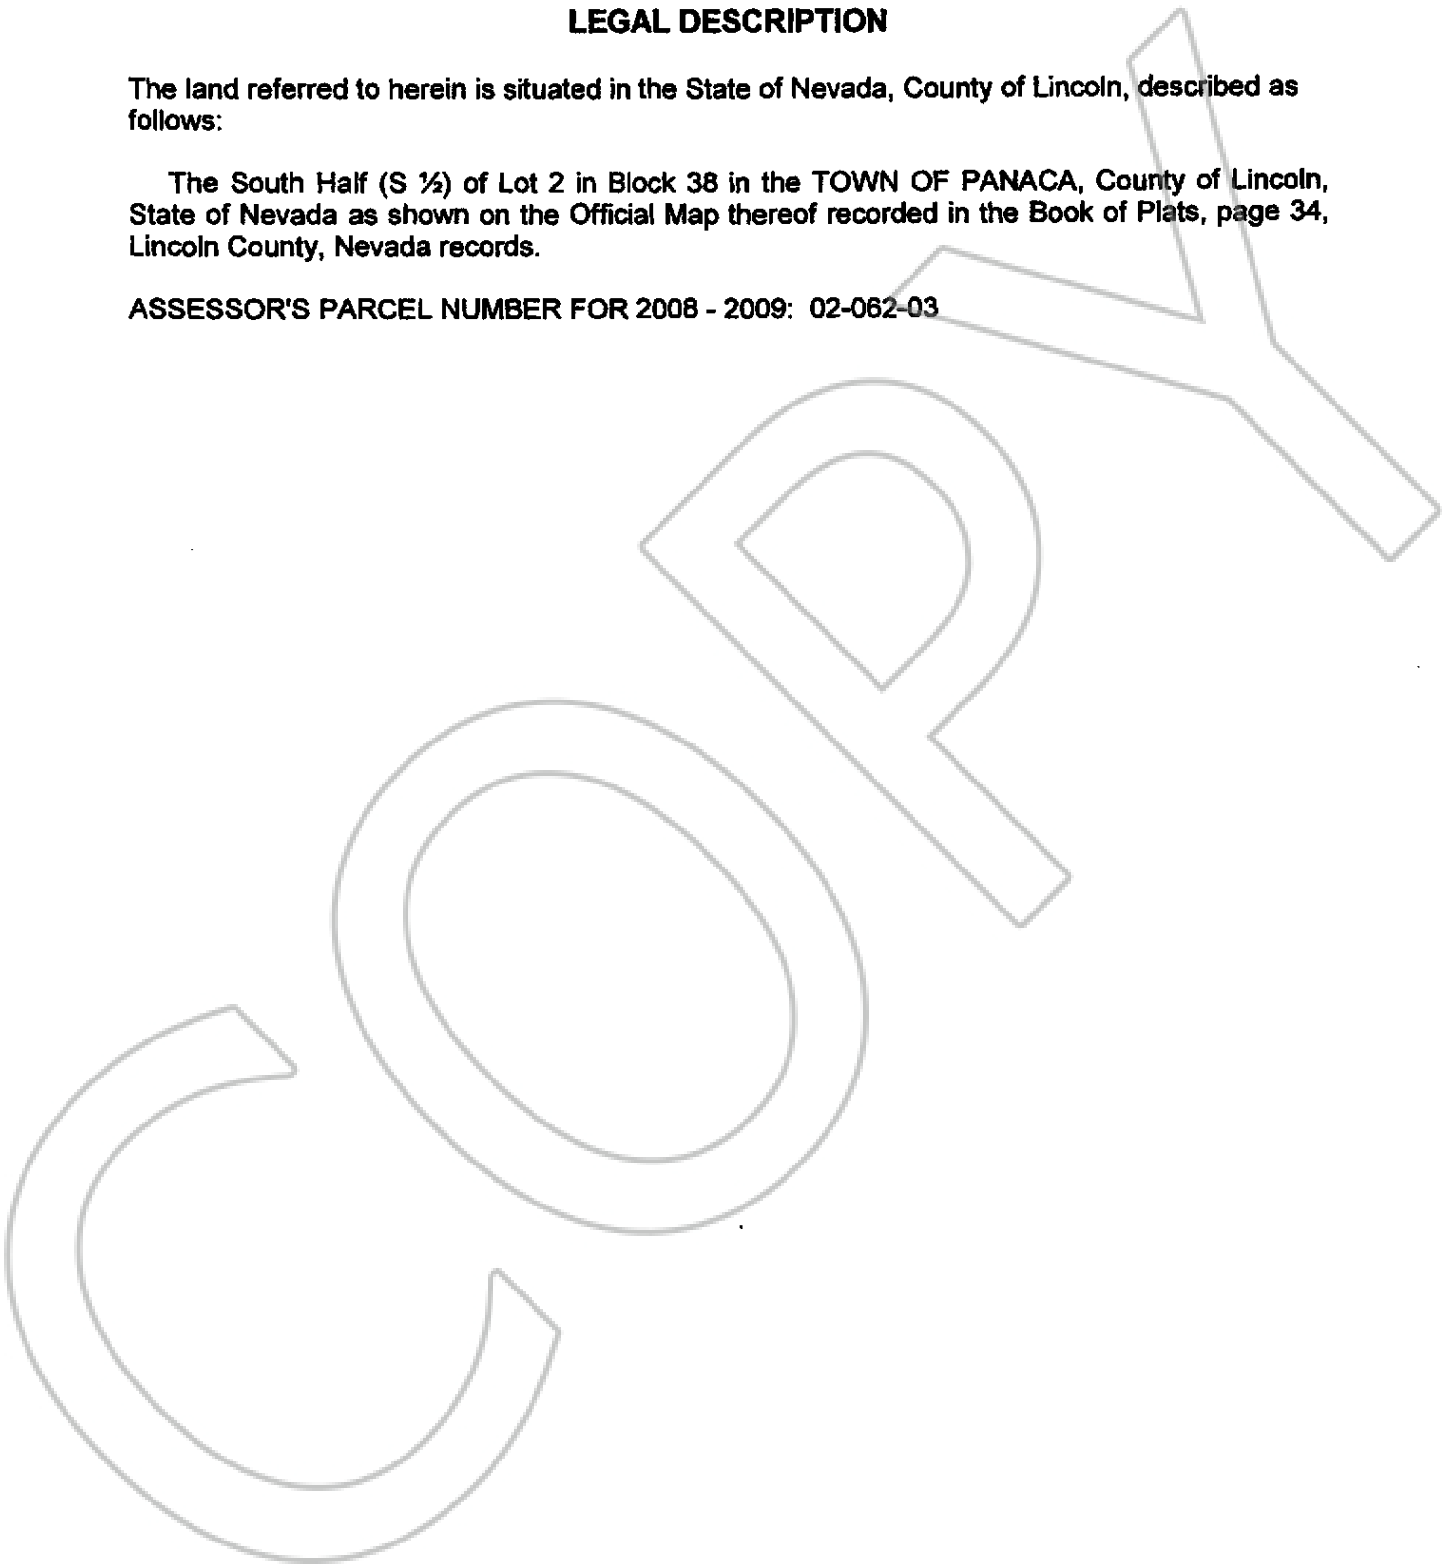 LEGAL DESCRIPTION
The land referred to herein is situated in the State of Nevada, County of Lincoln, described as
follows:
The South Half (S ½) of Lot 2 in Block 38 in the TOWN OF PANACA, County of Lincoln,
State of Nevada as shown on the Official Map thereof recorded in the Book of Plats, page 34,
Lincoln County, Nevada records.
ASSESSOR'S PARCEL NUMBER FOR 2008 - 2009: 02-062-03
COPY